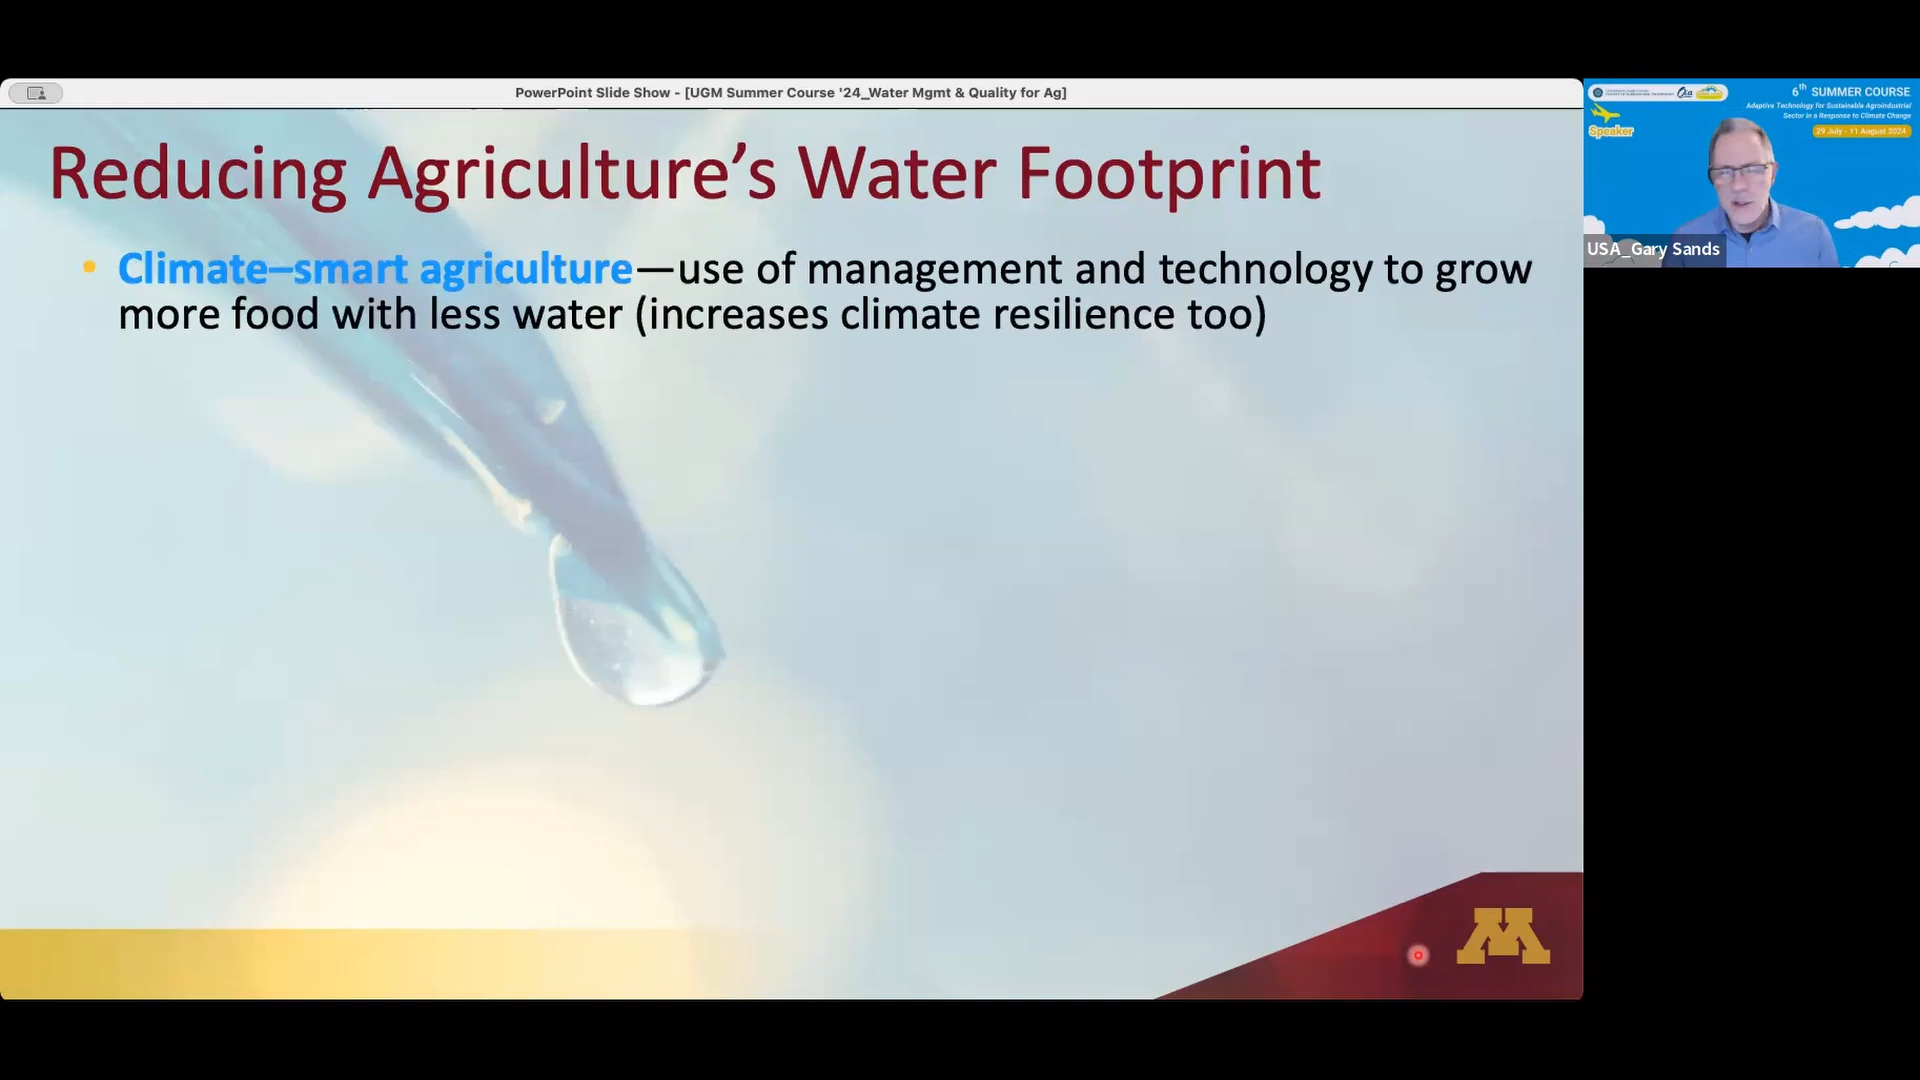 PowerPoint Slide Show - [UGM Summer Course '24_Water Mgmt & Quality for Ag]
Reducing Agriculture’s Water Footprint
• Climate–smart agriculture—use of management and technology to grow
more food with less water (increases climate resilience too)
M
6th SUMMER COURSE
Adaptive Technology for Sustainable Agroindustrial
Sector in a Response to Climate Change
29 July - 11 August 2024
Speaker
USA_Gary Sands